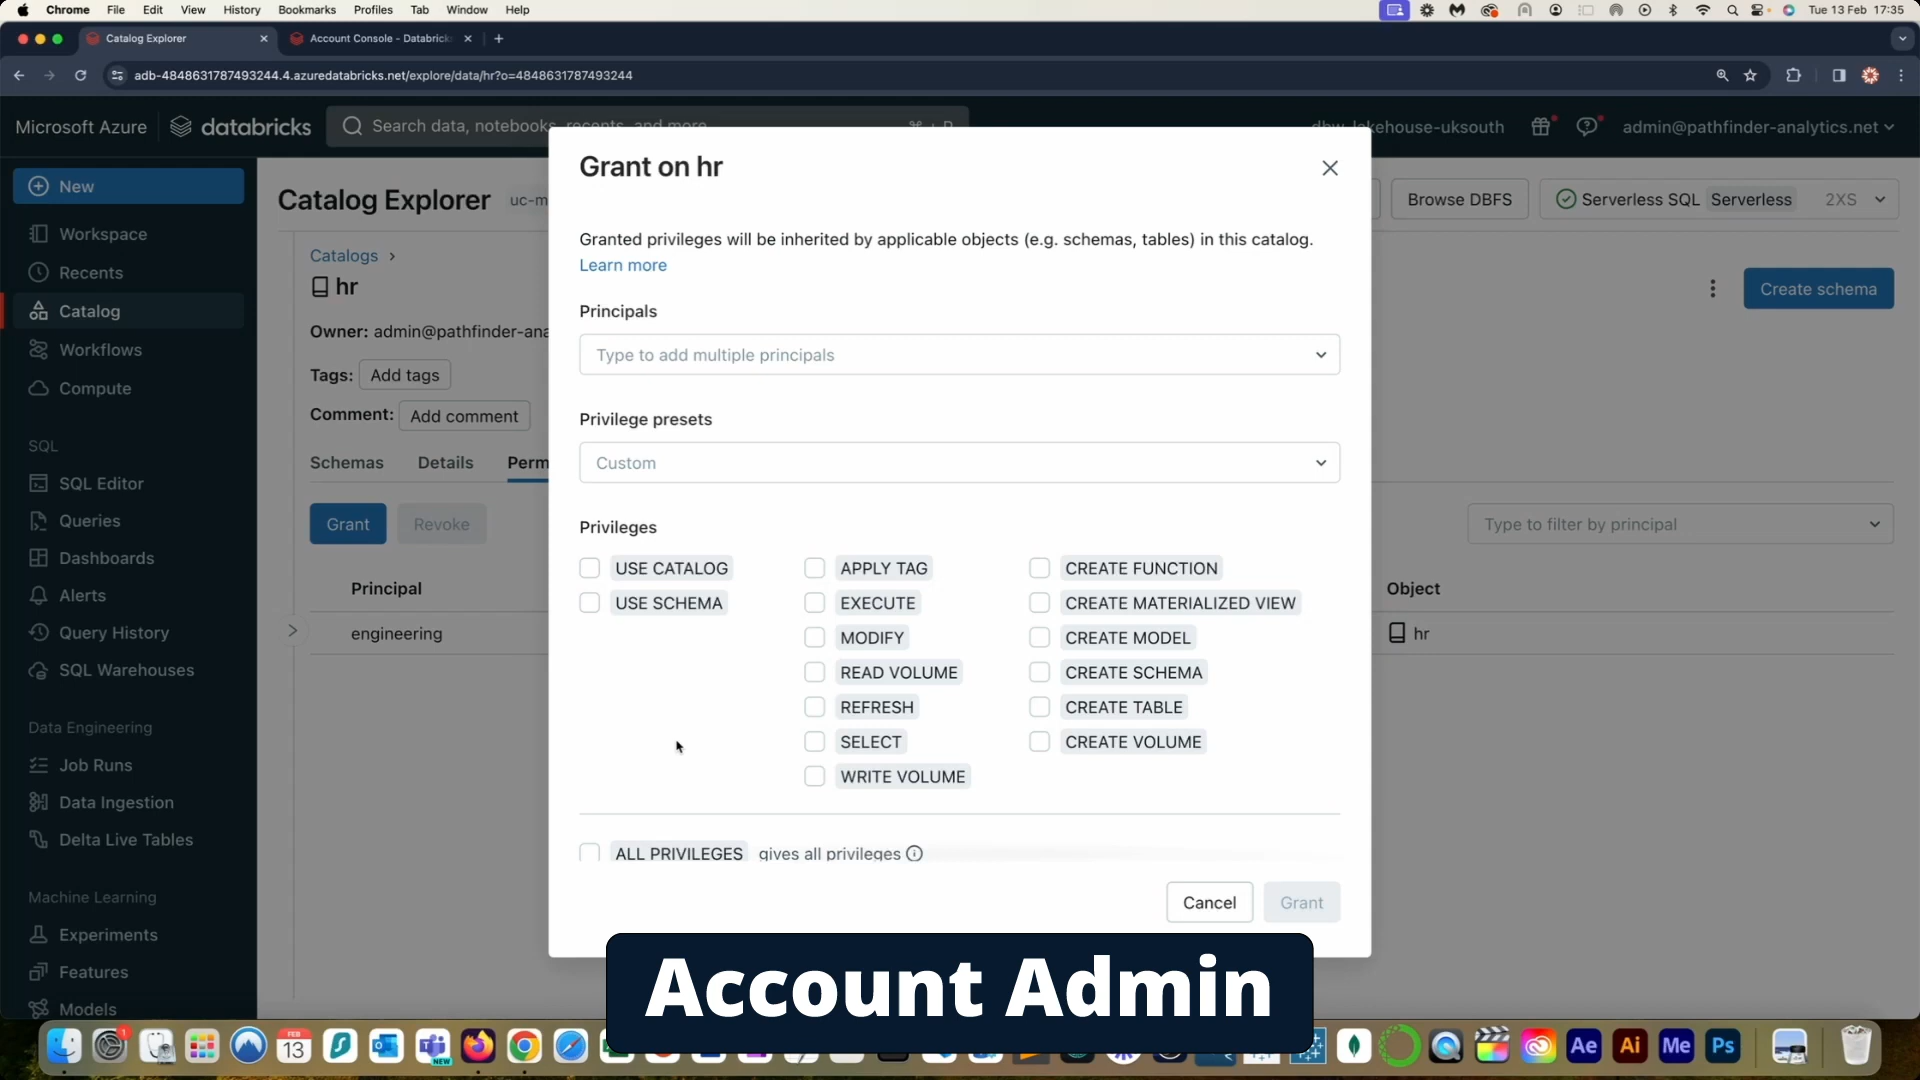 Chrome File Edit View History Bookmarks Profiles Tab Window Help Tue 13 Feb 17:35
Catalog Explorer Account Console - Databricks
adb-4848631787493244.4.azuredatabricks.net/explore/data/hr?o=4848631787493244
Microsoft Azure databricks Search data, notebooks, recents, and more... admin@pathfinder-analytics.net
New
Workspace
Recents
Catalog
Workflows
Compute
SQL
SQL Editor
Queries
Dashboards
Alerts
Query History
SQL Warehouses
Data Engineering
Job Runs
Data Ingestion
Delta Live Tables
Machine Learning
Experiments
Features
Models
Catalog Explorer uc-m
Browse DBFS Serverless SQL Serverless 2XS
Catalogs >
hr
Create schema
Owner: admin@pathfinder-ana
Tags: Add tags
Comment: Add comment
Schemas Details Perm
Grant Revoke
Type to filter by principal
Principal Object
engineering hr
Grant on hr
Granted privileges will be inherited by applicable objects (e.g. schemas, tables) in this catalog.
Learn more
Principals
Type to add multiple principals
Privilege presets
Custom
Privileges
USE CATALOG APPLY TAG CREATE FUNCTION
USE SCHEMA EXECUTE CREATE MATERIALIZED VIEW
MODIFY CREATE MODEL
READ VOLUME CREATE SCHEMA
REFRESH CREATE TABLE
SELECT CREATE VOLUME
WRITE VOLUME
ALL PRIVILEGES gives all privileges
Cancel Grant
Account Admin
FEB
13
NEW
Ae Ai Me Ps